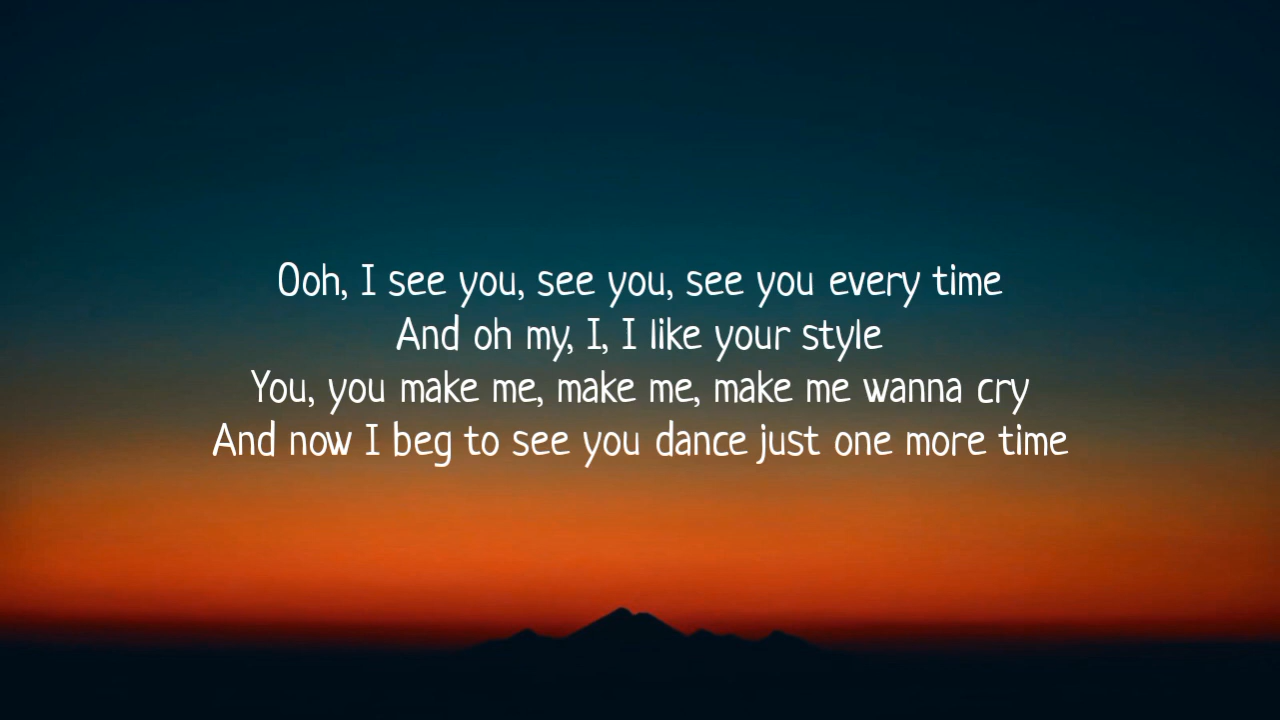 Ooh, I see you, see you, see you every time
And oh my, I, I like your style
You, you make me, make me, make me wanna cry
And now I beg to see you dance just one more time